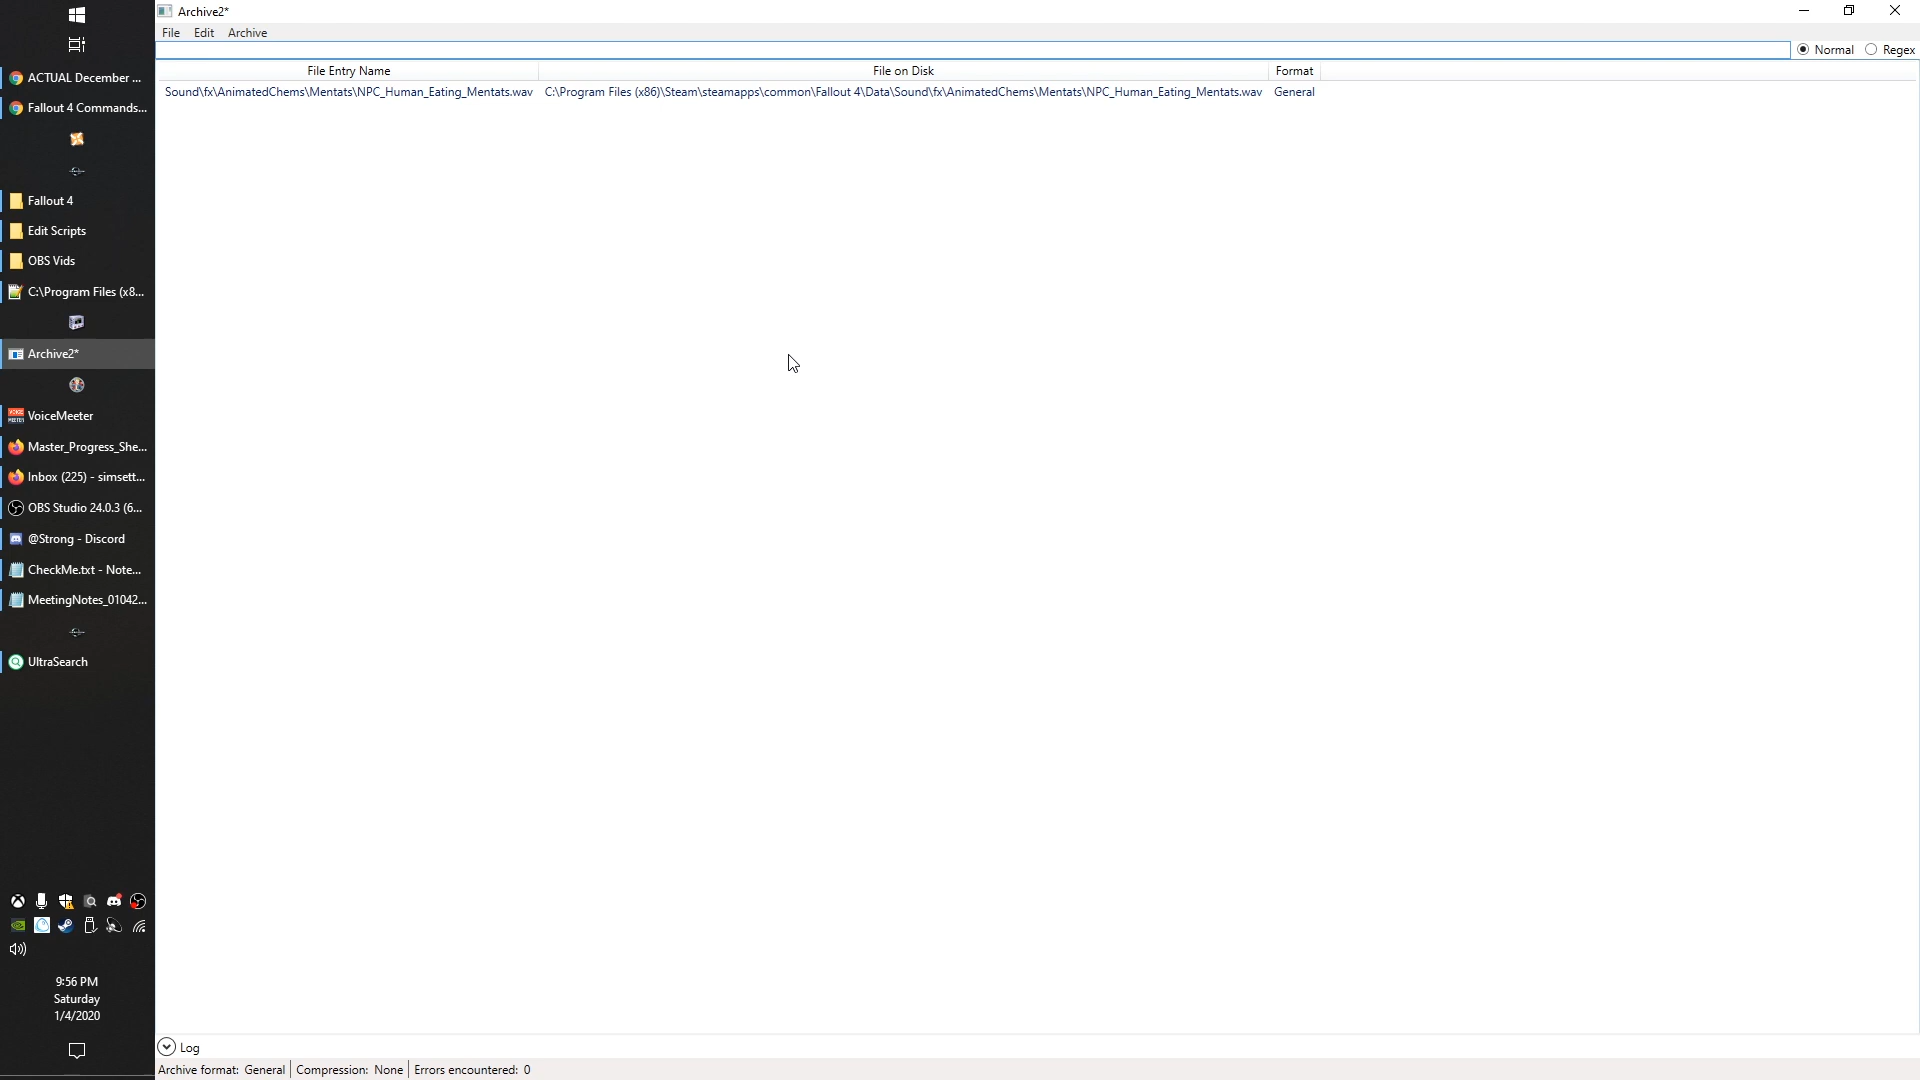 Archive2*
File Edit Archive
Normal Regex
File Entry Name File on Disk Format
Sound\fx\AnimatedChems\Mentats\NPC_Human_Eating_Mentats.wav C:\Program Files (x86)\Steam\steamapps\common\Fallout 4\Data\Sound\fx\AnimatedChems\Mentats\NPC_Human_Eating_Mentats.wav General
ACTUAL December ...
Fallout 4 Commands...
Fallout 4
Edit Scripts
OBS Vids
C:\Program Files (x8...
Archive2*
VoiceMeeter
Master_Progress_She...
Inbox (225) - simsett...
OBS Studio 24.0.3 (6...
@Strong - Discord
CheckMe.txt - Note...
MeetingNotes_01042...
UltraSearch
9:56 PM
Saturday
1/4/2020
Log
Archive format: General Compression: None Errors encountered: 0